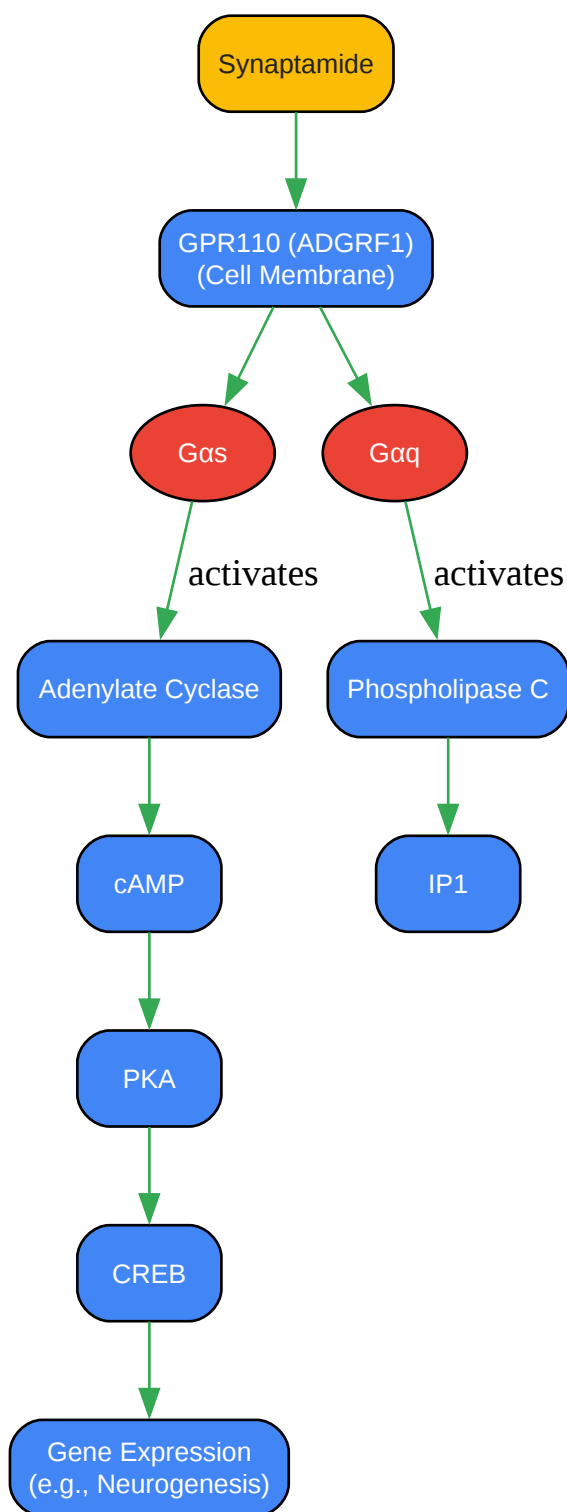 Synaptamide
GPR110 (ADGRF1)
(Cell Membrane)
Gαs
Gαq
activates
activates
Adenylate Cyclase
Phospholipase C
cAMP
IP1
PKA
CREB
Gene Expression
(e.g., Neurogenesis)